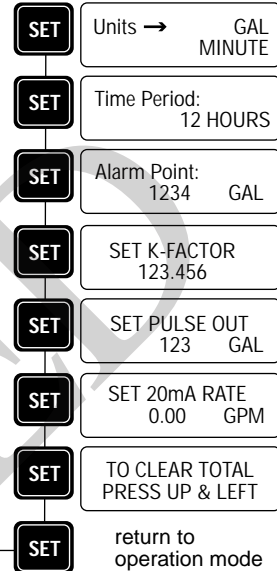 SET
Units → GAL
MINUTE
SET
Time Period:
12 HOURS
SET
Alarm Point:
1234 GAL
SET
SET K-FACTOR
123.456
SET
SET PULSE OUT
123 GAL
SET
SET 20mA RATE
0.00 GPM
SET
TO CLEAR TOTAL
PRESS UP & LEFT
SET
return to
operation mode